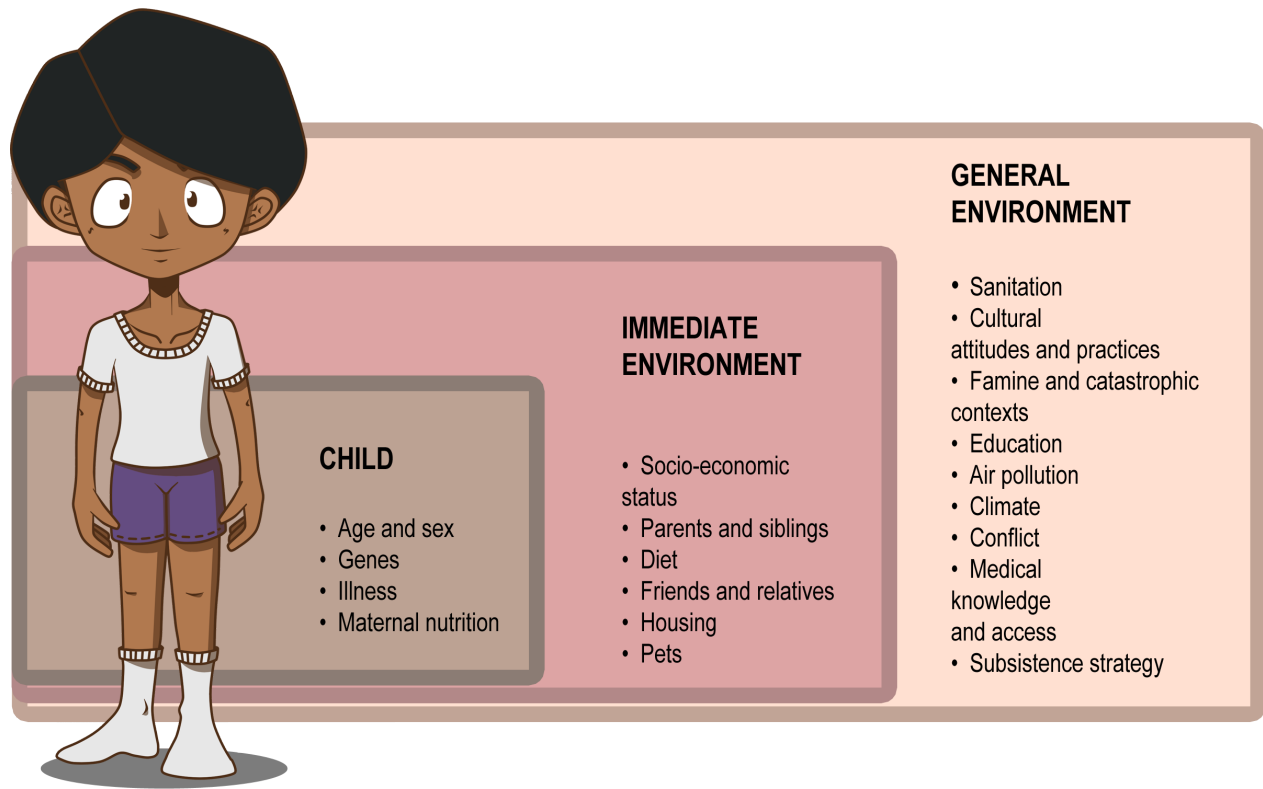 CHILD
• Age and sex
• Genes
• Illness
• Maternal nutrition
IMMEDIATE
ENVIRONMENT
• Socio-economic
status
• Parents and siblings
• Diet
• Friends and relatives
• Housing
• Pets
GENERAL
ENVIRONMENT
• Sanitation
• Cultural
attitudes and practices
• Famine and catastrophic
contexts
• Education
• Air pollution
• Climate
• Conflict
• Medical
knowledge
and access
• Subsistence strategy